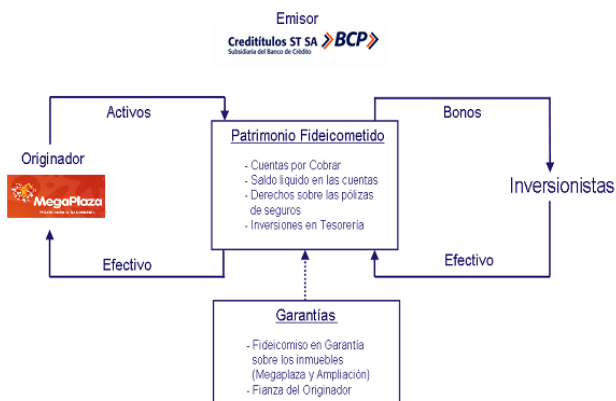 Emisor
Creditítulos ST SA BCP
Subsidiaria del Banco de Crédito
Activos
Bonos
Patrimonio Fideicometido
- Cuentas por Cobrar
- Saldo liquido en las cuentas
- Derechos sobre las pólizas
de seguros
- Inversiones en Tesorería
Originador
MegaPlaza
Inversionistas
Efectivo
Efectivo
Garantías
- Fideicomiso en Garantía
sobre los inmuebles
(Megaplaza y Ampliación)
- Fianza del Originador